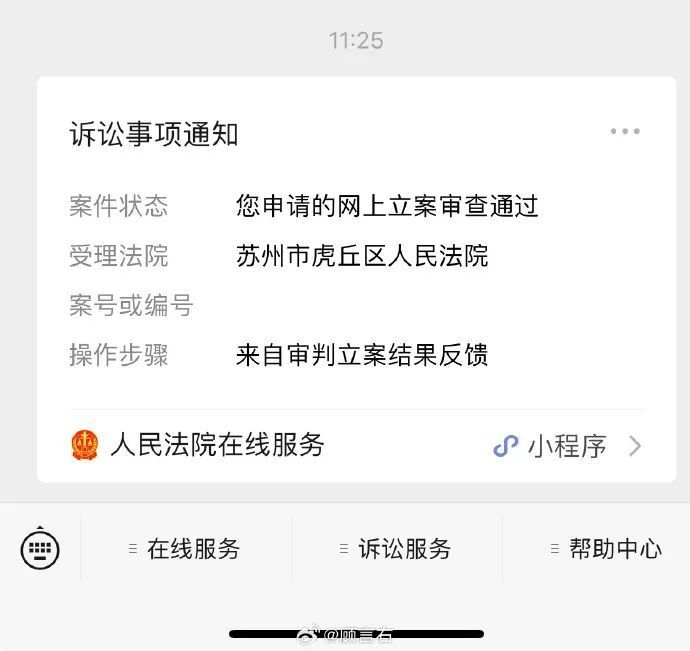 11:25
诉讼事项通知
案件状态 您申请的网上立案审查通过
受理法院 苏州市虎丘区人民法院
案号或编号
操作步骤 来自审判立案结果反馈
人民法院在线服务 小程序
在线服务 诉讼服务 帮助中心
@顾言右